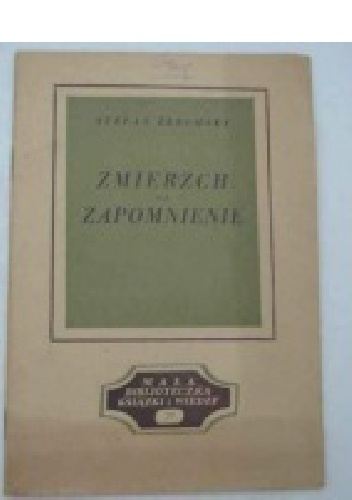 STEFAN ŻEROMSKI
ZMIERZCH
ZAPOMNIENIE
MAŁA
BIBLIOTECZKA
KSIĄŻKI i WIEDZY